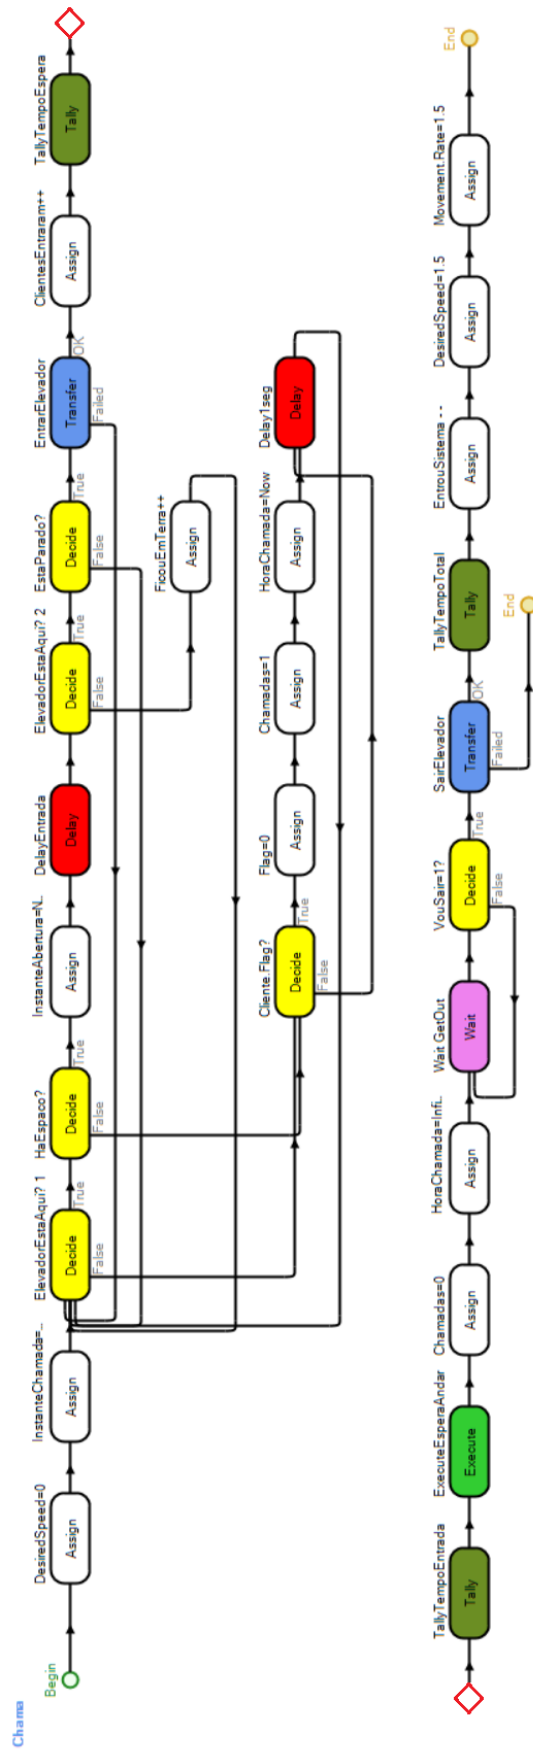 Chama
Begin
DesiredSpeed=0
Assign
InstanteChamada=...
Assign
ElevadorEstaAqui? 1
Decide
True
False
HaEspaco?
Decide
True
False
InstanteAbertura=N...
Assign
DelayEntrada
Delay
ElevadorEstaAqui? 2
Decide
True
False
EstaParado?
Decide
True
False
EntrarElevador
Transfer
OK
Failed
ClientesEntraram++
Assign
TallyTempoEspera
Tally
FicouEmTerra++
Assign
Cliente.Flag?
Decide
True
False
Flag=0
Assign
Chamadas=1
Assign
HoraChamada=Now
Assign
Delay1seg
Delay
TallyTempoEntrada
Tally
ExecuteEsperaAndar
Execute
Chamadas=0
Assign
HoraChamada=Infi...
Assign
Wait GetOut
Wait
VouSair=1?
Decide
True
False
SairElevador
Transfer
OK
Failed
End
TallyTempoTotal
Tally
EntrouSistema - -
Assign
DesiredSpeed=1.5
Assign
Movement.Rate=1.5
Assign
End